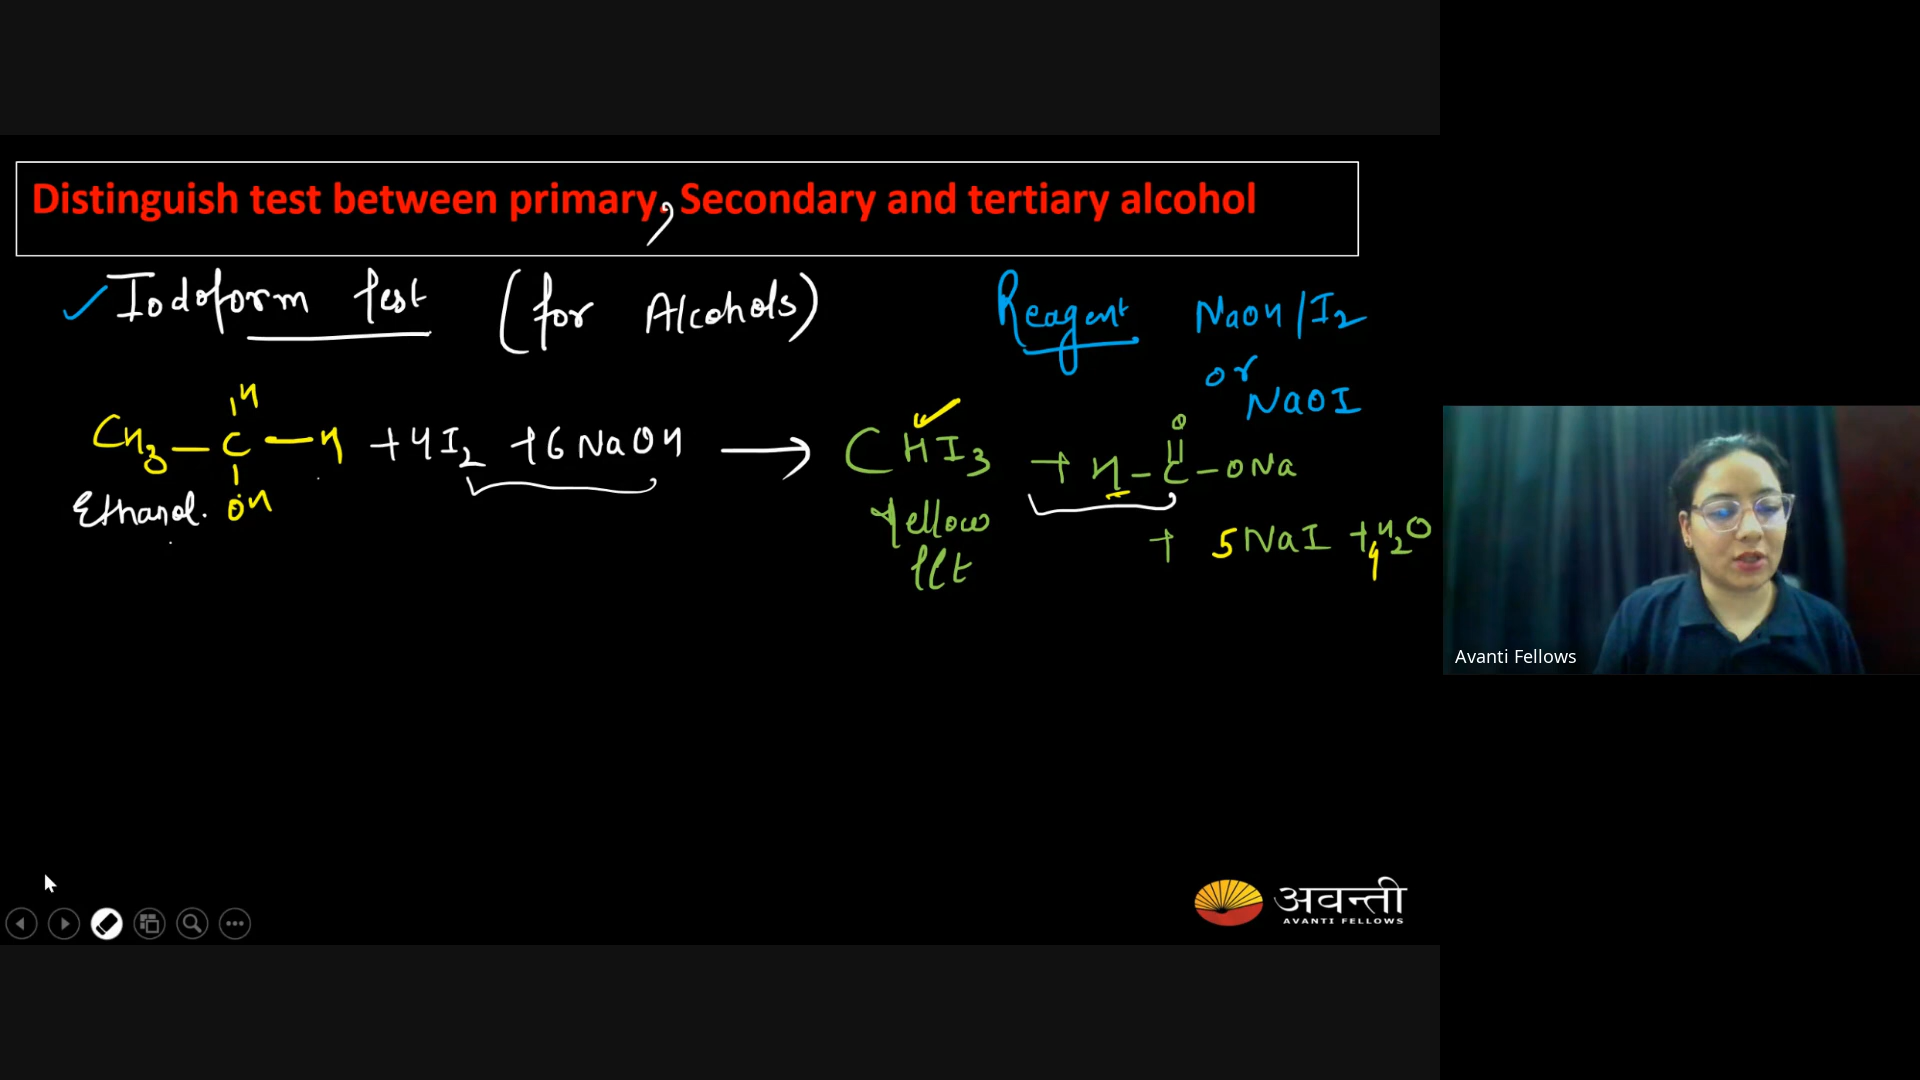 Distinguish test between primary, Secondary and tertiary alcohol
✓ Iodoform test (for Alcohols)
Reagent NaOH/I2
or
NaOI
H
CH3 – C – H + 4I2 + 6NaOH → CHI3 + H – C – ONa
O
OH
Ethanol.
Yellow
PPt
+ 5NaI + 4H2O
Avanti Fellows
अवन्ती
AVANTI FELLOWS